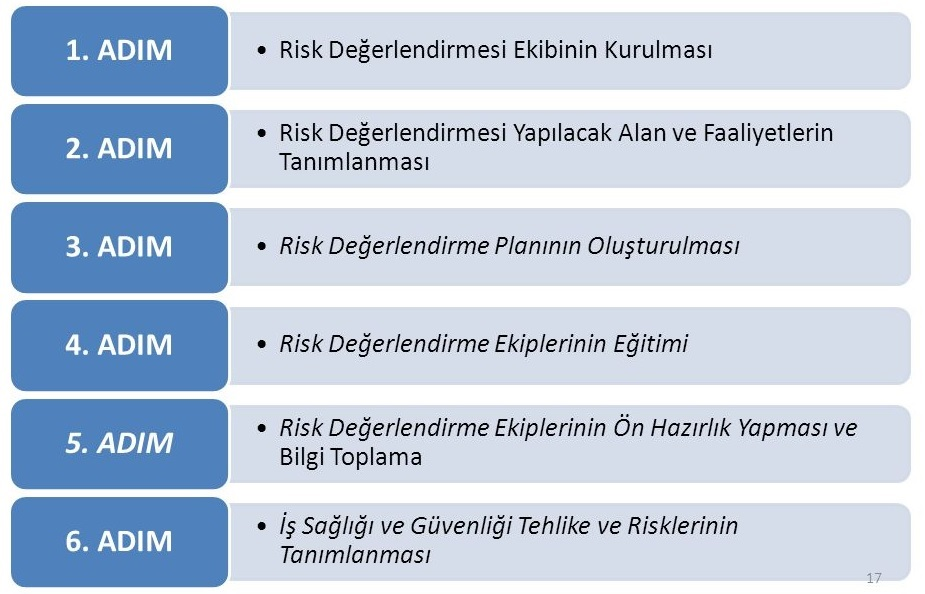 1. ADIM
• Risk Değerlendirmesi Ekibinin Kurulması
2. ADIM
• Risk Değerlendirmesi Yapılacak Alan ve Faaliyetlerin
Tanımlanması
3. ADIM
• Risk Değerlendirme Planının Oluşturulması
4. ADIM
• Risk Değerlendirme Ekiplerinin Eğitimi
5. ADIM
• Risk Değerlendirme Ekiplerinin Ön Hazırlık Yapması ve
Bilgi Toplama
6. ADIM
• İş Sağlığı ve Güvenliği Tehlike ve Risklerinin
Tanımlanması
17